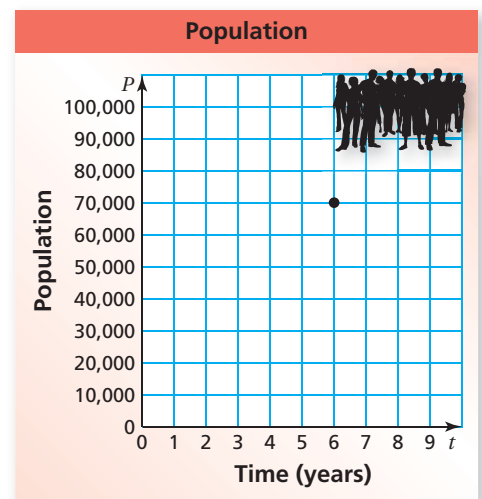 Population
P
100,000
90,000
80,000
70,000
60,000
50,000
40,000
30,000
20,000
10,000
0
Population
0 1 2 3 4 5 6 7 8 9 t
Time (years)